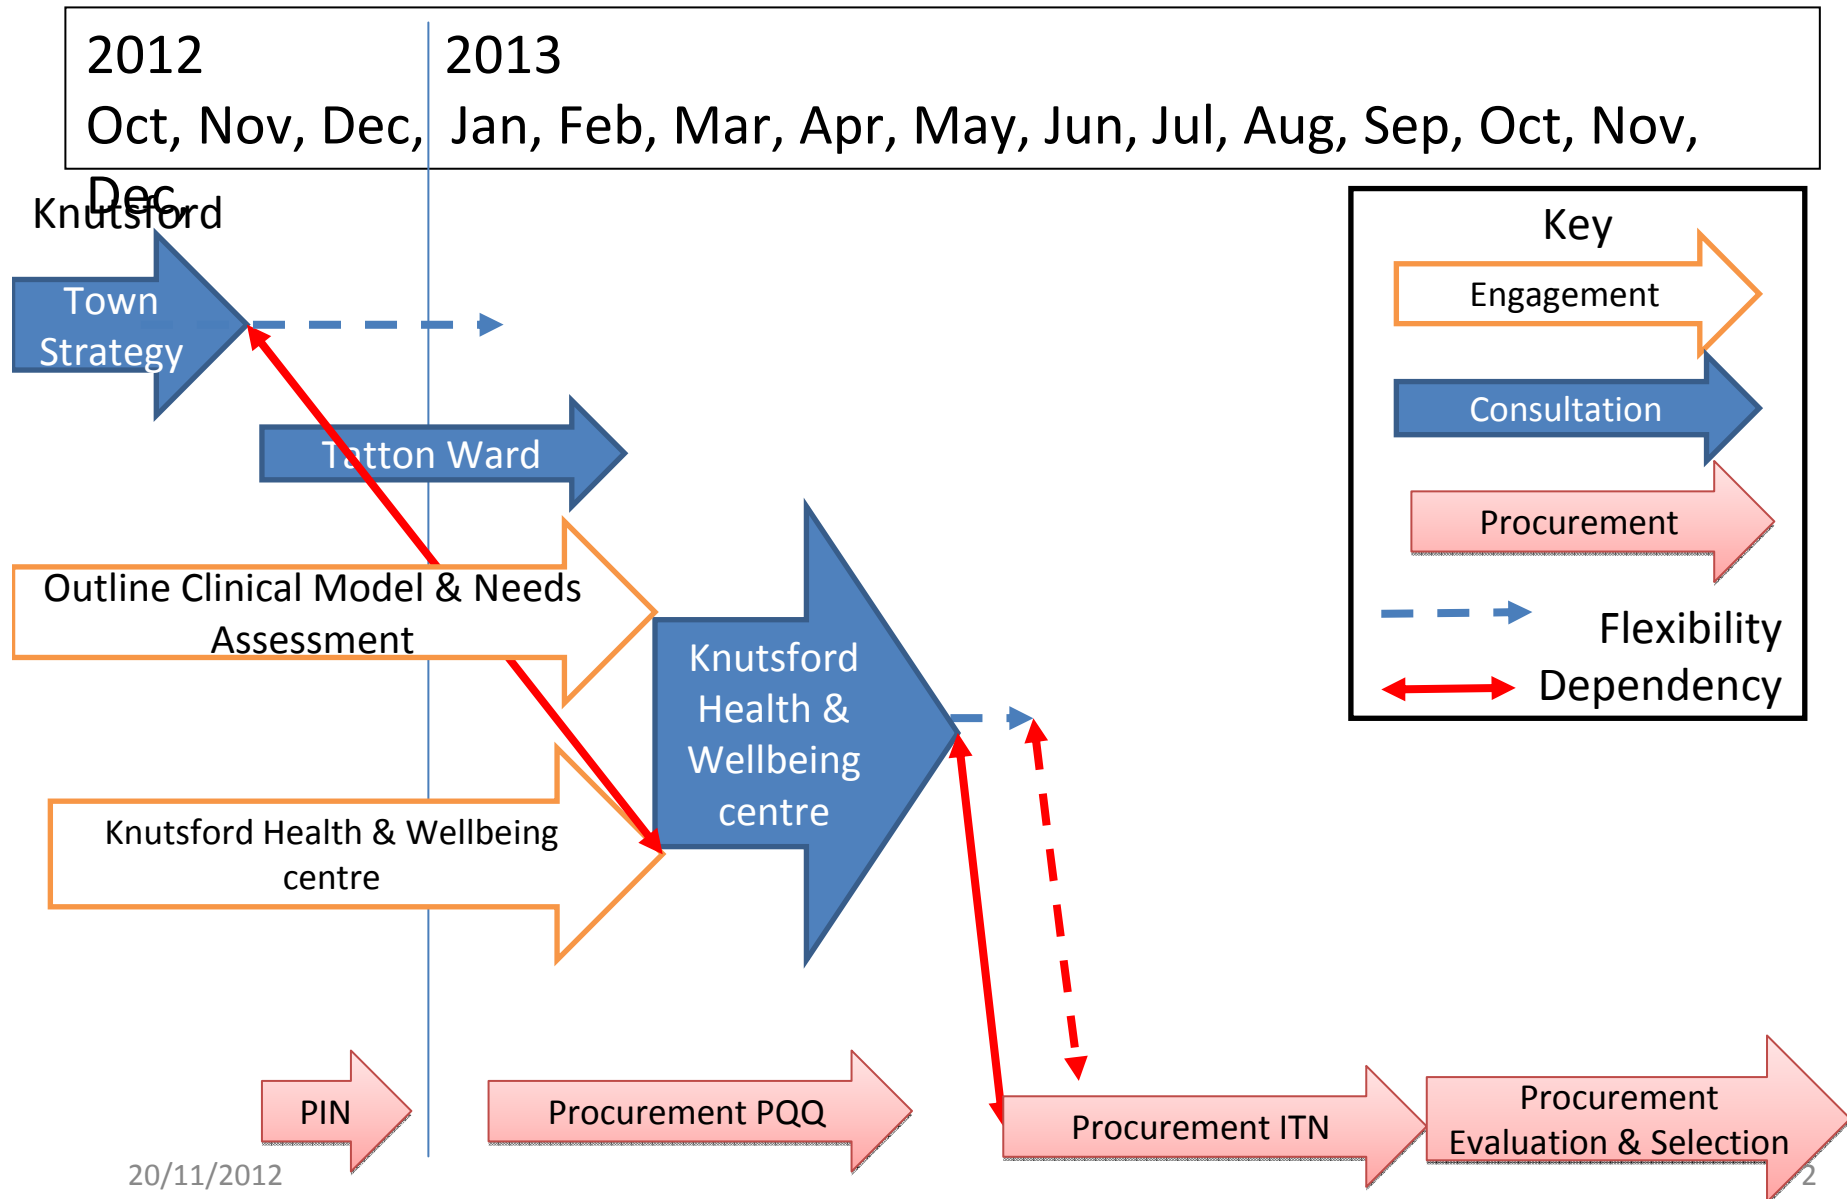 2012 2013
Oct, Nov, Dec, Jan, Feb, Mar, Apr, May, Jun, Jul, Aug, Sep, Oct, Nov,
Dec,
Knutsford
Town
Strategy
Tatton Ward
Outline Clinical Model & Needs
Assessment
Knutsford Health & Wellbeing
centre
Knutsford
Health &
Wellbeing
centre
Key
Engagement
Consultation
Procurement
Flexibility
Dependency
PIN
Procurement PQQ
Procurement ITN
Procurement
Evaluation & Selection
20/11/2012
2